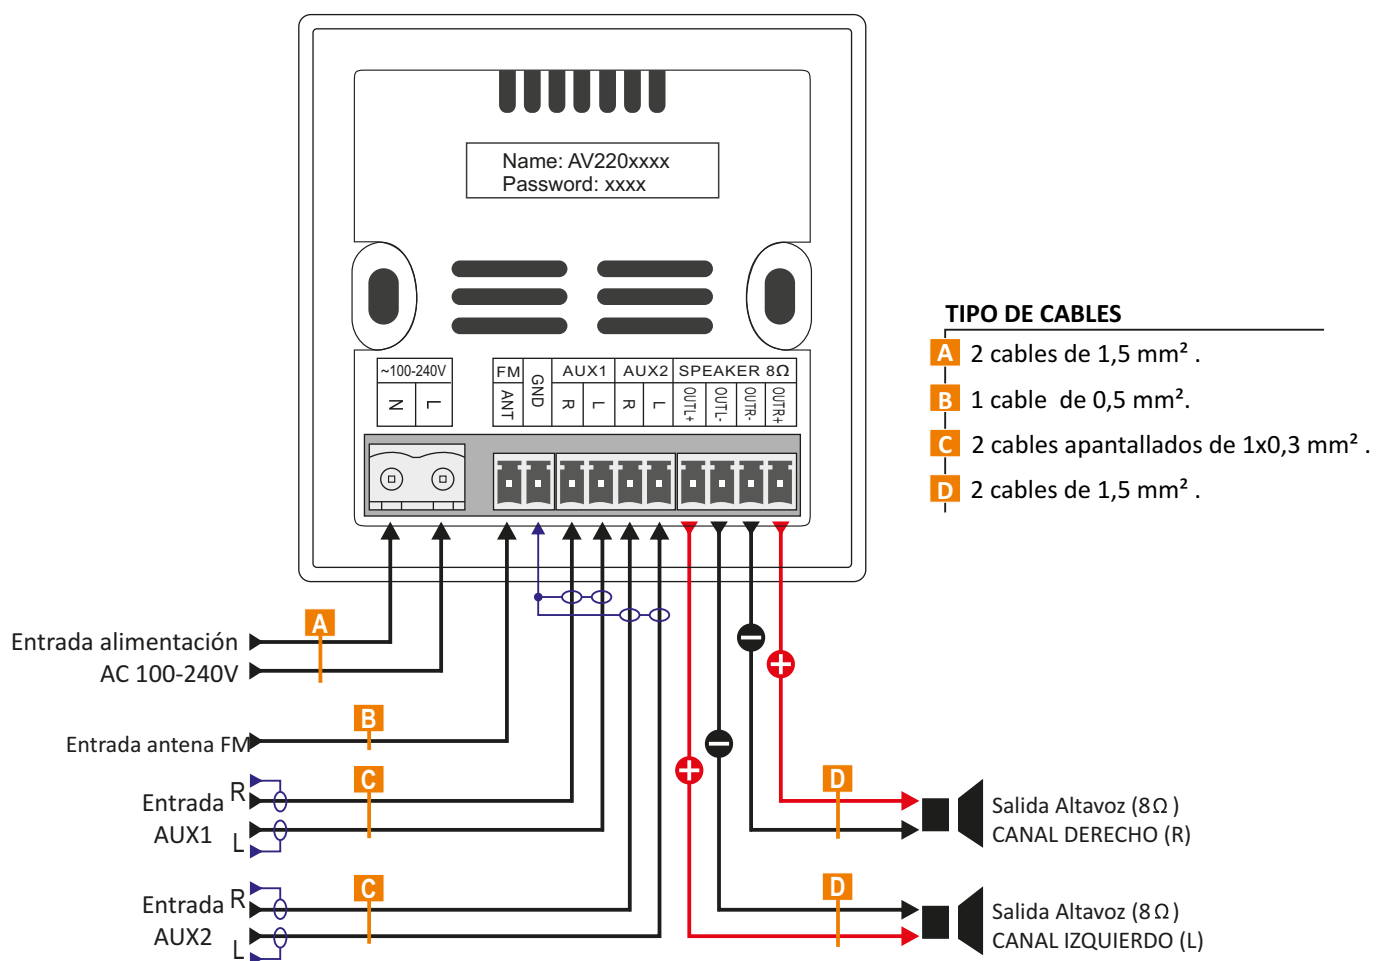 Name: AV220xxxx
Password: xxxx
~100-240V
N
L
FM
ANT
GND
AUX1
R
L
AUX2
R
L
SPEAKER 8Ω
OUTL+
OUTL-
OUTR-
OUTR+
TIPO DE CABLES
A 2 cables de 1,5 mm² .
B 1 cable de 0,5 mm².
C 2 cables apantallados de 1x0,3 mm² .
D 2 cables de 1,5 mm² .
A
Entrada alimentación
AC 100-240V
B
Entrada antena FM
C
R
Entrada
AUX1
L
C
R
Entrada
AUX2
L
D
Salida Altavoz (8Ω )
CANAL DERECHO (R)
D
Salida Altavoz (8Ω )
CANAL IZQUIERDO (L)